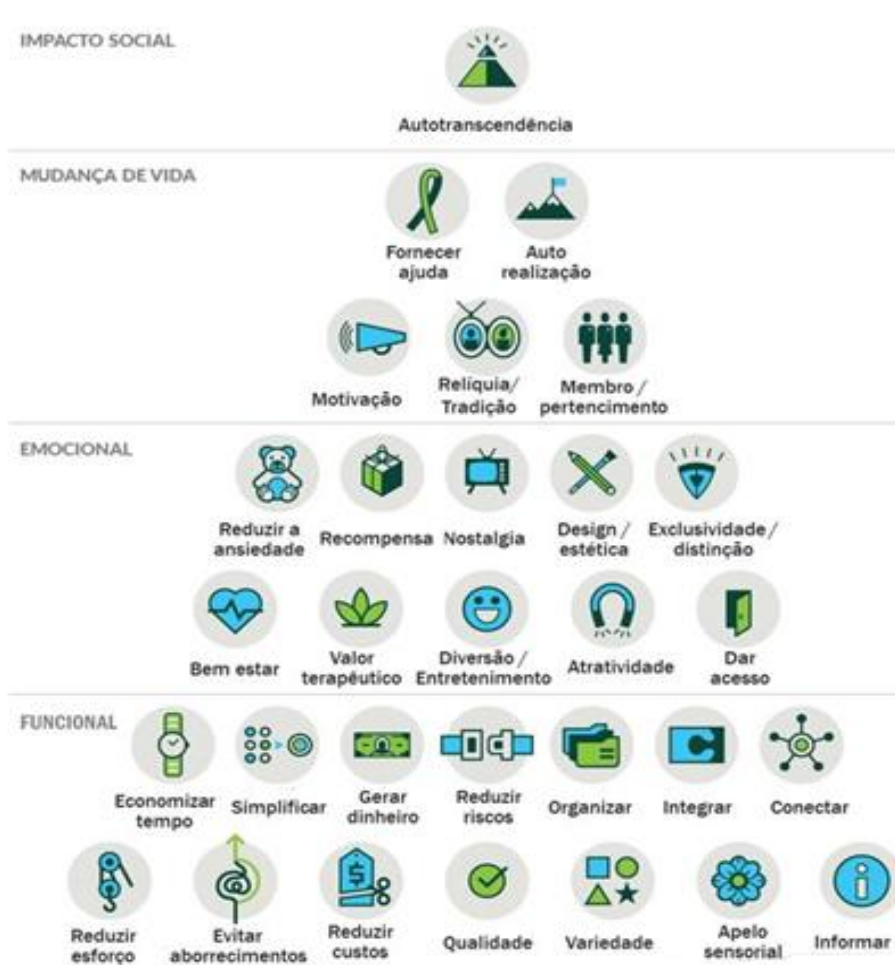 IMPACTO SOCIAL
Autotranscendência
MUDANÇA DE VIDA
Fornecer
ajuda
Auto
realização
Motivação
Relíquia/
Tradição
Membro /
pertencimento
EMOCIONAL
Reduzir a
ansiedade
Recompensa
Nostalgia
Design /
estética
Exclusividade /
distinção
Bem estar
Valor
terapêutico
Diversão /
Entretenimento
Atratividade
Dar
acesso
FUNCIONAL
Economizar
tempo
Simplificar
Gerar
dinheiro
Reduzir
riscos
Organizar
Integrar
Conectar
Reduzir
esforço
Evitar
aborrecimentos
$
Reduzir
custos
Qualidade
Variedade
Apelo
sensorial
Informar